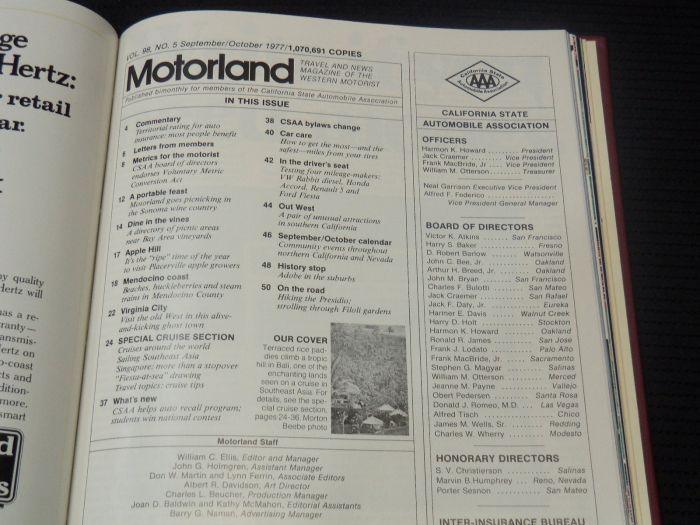 ge
Hertz:
r retail
ar.
y quality
Hertz will
as a re-
ranty—
ansmis-
ertz on
o-coast
cts and
dition-
more,
smart
VOL. 98, NO. 5 September/October 1977/1,070,691 COPIES
Motorland
TRAVEL AND NEWS
MAGAZINE OF THE
WESTERN MOTORIST
Published bimonthly for members of the California State Automobile Association
IN THIS ISSUE
4 Commentary
Territorial rating for auto
insurance: most people benefit
6 Letters from members
8 Metrics for the motorist
CSAA board of directors
endorses Voluntary Metric
Conversion Act
12 A portable feast
Motorland goes picnicking in
the Sonoma wine country
14 Dine in the vines
A directory of picnic areas
near Bay Area vineyards
17 Apple Hill
It's the "ripe" time of the year
to visit Placerville apple growers
18 Mendocino coast
Beaches, huckleberries and steam
trains in Mendocino County
22 Virginia City
Visit the old West in this alive-
and-kicking ghost town
24 SPECIAL CRUISE SECTION
Cruises around the world
Sailing Southeast Asia
Singapore: more than a stopover
"Fiesta-at-sea" drawing
Travel topics: cruise tips
37 What's new
CSAA helps auto recall program;
students win national contest
38 CSAA bylaws change
40 Car care
How to get the most—and the
safest—miles from your tires
42 In the driver's seat
Testing four mileage-makers:
VW Rabbit diesel, Honda
Accord, Renault 5 and
Ford Fiesta
44 Out West
A pair of unusual attractions
in southern California
46 September/October calendar
Community events throughout
northern California and Nevada
48 History stop
Adobe in the suburbs
50 On the road
Hiking the Presidio;
strolling through Filoli gardens
OUR COVER
Terraced rice pad-
dies climb a tropic
hill in Bali, one of the
enchanting lands
seen on a cruise in
Southeast Asia. For
details, see the spe-
cial cruise section,
pages 24-36. Morton
Beebe photo
Motorland Staff
William C. Ellis, Editor and Manager
John G. Holmgren, Assistant Manager
Don W. Martin and Lynn Ferrin, Associate Editors
Albert R. Davidson, Art Director
Charles L. Beucher, Production Manager
Joan D. Baldwin and Kathy McMahon, Editorial Assistants
Barry G. Naman, Advertising Manager
California State
AAA
Automobile Association
CALIFORNIA STATE
AUTOMOBILE ASSOCIATION
OFFICERS
Harmon K. Howard ........ President
Jack Craemer ........ Vice President
Frank MacBride, Jr ..... Vice President
William M. Otterson ........ Treasurer
Neal Garrison Executive Vice President
Alfred F. Federico ..................
Vice President General Manager
BOARD OF DIRECTORS
Victor K. Atkins ........ San Francisco
Harry S. Baker ............ Fresno
D. Robert Barlow ....... Watsonville
John C. Bee, Jr. ........... Oakland
Arthur H. Breed, Jr. ....... Oakland
John M. Bryan ....... San Francisco
Charles F. Bulotti ........ San Mateo
Jack Craemer ............ San Rafael
Jack F. Daty, Jr. ............ Eureka
Hariner E. Davis ..... Walnut Creek
Harry D. Holt ............ Stockton
Harmon K. Howard ....... Oakland
Ronald R. James ......... San Jose
Frank J. Lodato ........... Palo Alto
Frank MacBride, Jr. .... Sacramento
Stephen G. Magyar ........ Salinas
William M. Otterson ........ Merced
Jeanne M. Payne ........... Vallejo
Obert Pedersen ........ Santa Rosa
Donald J. Romeo, M.D. ... Las Vegas
Alfred Tisch ................ Chico
James M. Wells, Sr. ....... Redding
Charles W. Wherry ....... Modesto
HONORARY DIRECTORS
S. V. Christierson .......... Salinas
Marvin B. Humphrey ... Reno, Nevada
Porter Sesnon .......... San Mateo
INTER-INSURANCE BUREAU